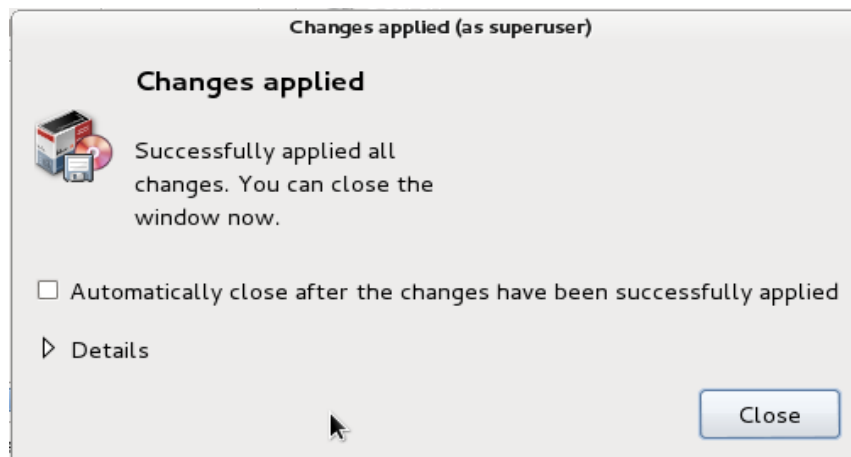 Changes applied (as superuser)
Changes applied
Successfully applied all
changes. You can close the
window now.
Automatically close after the changes have been successfully applied
Details
Close